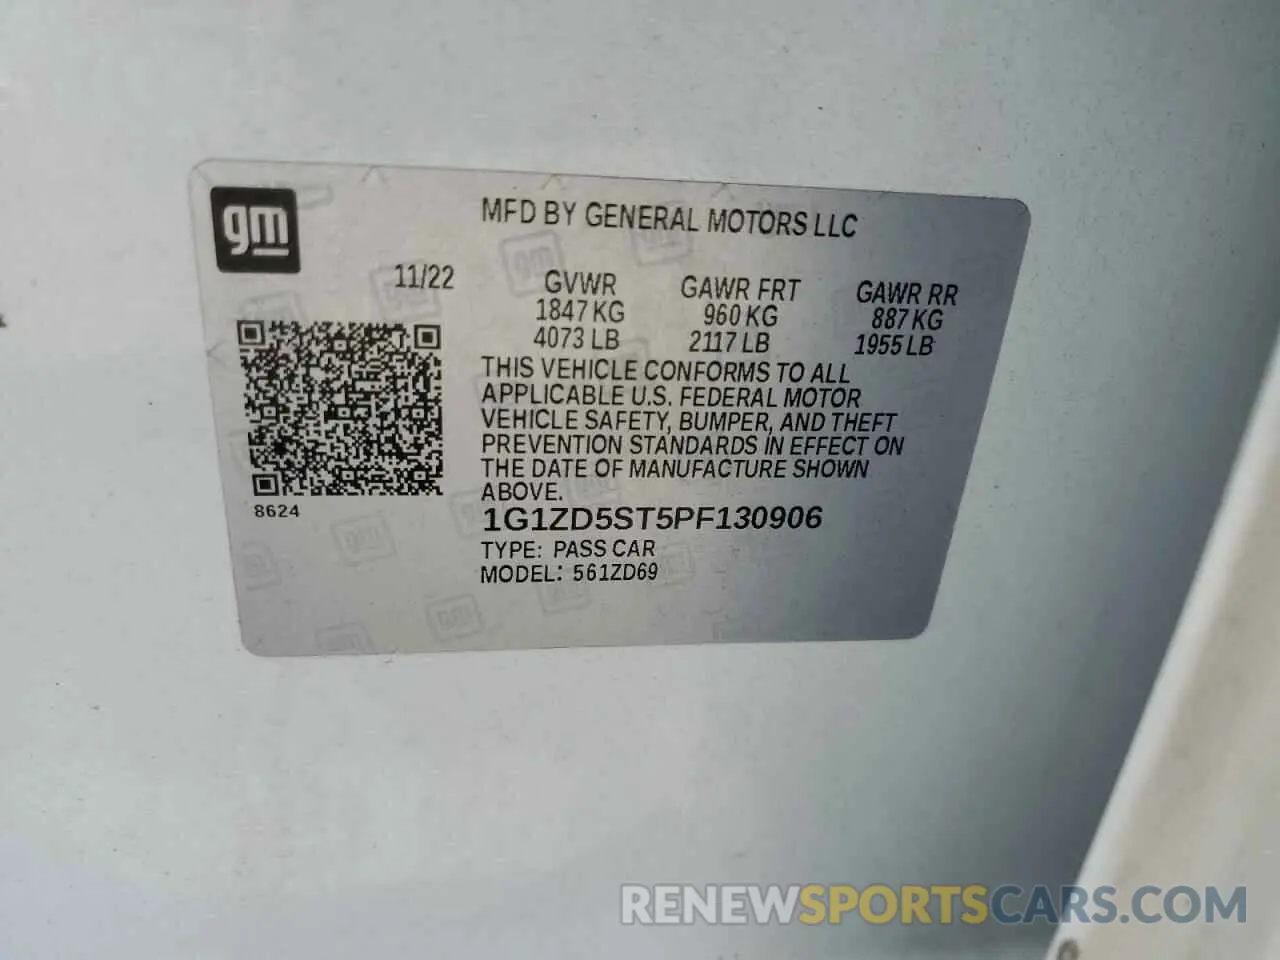 gm
MFD BY GENERAL MOTORS LLC
11/22
GVWR GAWR FRT GAWR RR
1847 KG 960 KG 887 KG
4073 LB 2117 LB 1955 LB
THIS VEHICLE CONFORMS TO ALL
APPLICABLE U.S. FEDERAL MOTOR
VEHICLE SAFETY, BUMPER, AND THEFT
PREVENTION STANDARDS IN EFFECT ON
THE DATE OF MANUFACTURE SHOWN
ABOVE.
8624
1G1ZD5ST5PF130906
TYPE: PASS CAR
MODEL: 561ZD69
RENEWSPORTSCARS.COM